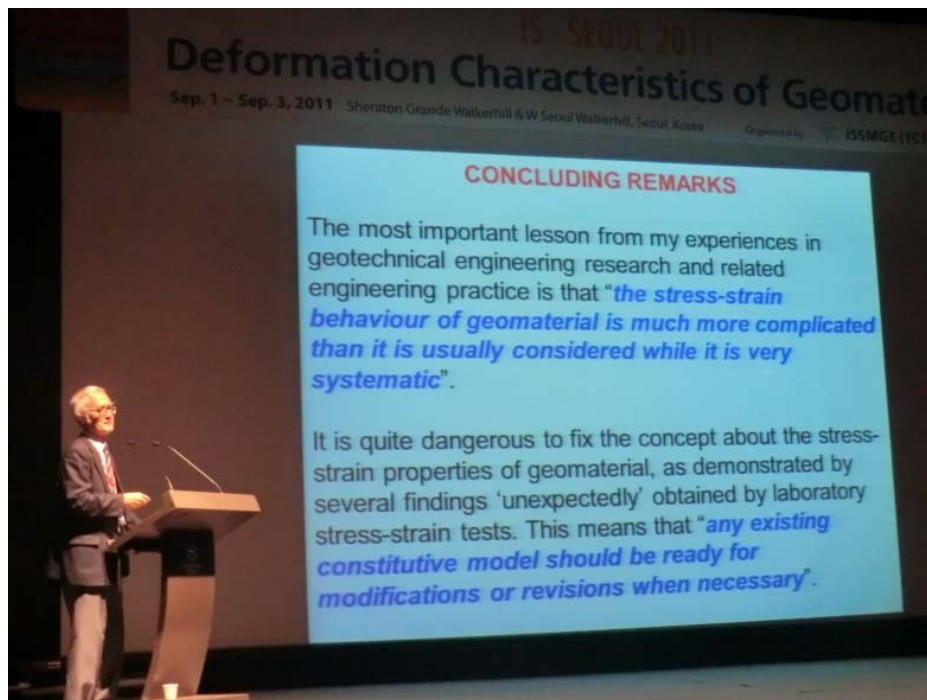 IS - SEOUL 2011
Deformation Characteristics of Geomate
Sep. 1 ~ Sep. 3, 2011 Sheraton Grande Walkerhill & W Seoul Walkerhill, Seoul, Korea Organized by ISSMGE (TC1
CONCLUDING REMARKS
The most important lesson from my experiences in
geotechnical engineering research and related
engineering practice is that “the stress-strain
behaviour of geomaterial is much more complicated
than it is usually considered while it is very
systematic”.
It is quite dangerous to fix the concept about the stress-
strain properties of geomaterial, as demonstrated by
several findings ‘unexpectedly’ obtained by laboratory
stress-strain tests. This means that “any existing
constitutive model should be ready for
modifications or revisions when necessary”.